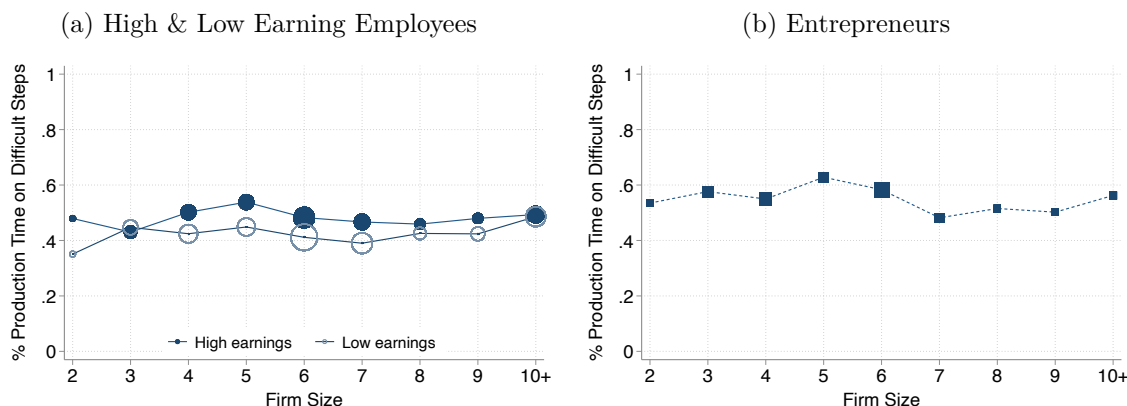 (a) High & Low Earning Employees
% Production Time on Difficult Steps
1
.8
.6
.4
.2
0
High earnings
Low earnings
2 3 4 5 6 7 8 9 10+
Firm Size
(b) Entrepreneurs
% Production Time on Difficult Steps
1
.8
.6
.4
.2
0
2 3 4 5 6 7 8 9 10+
Firm Size